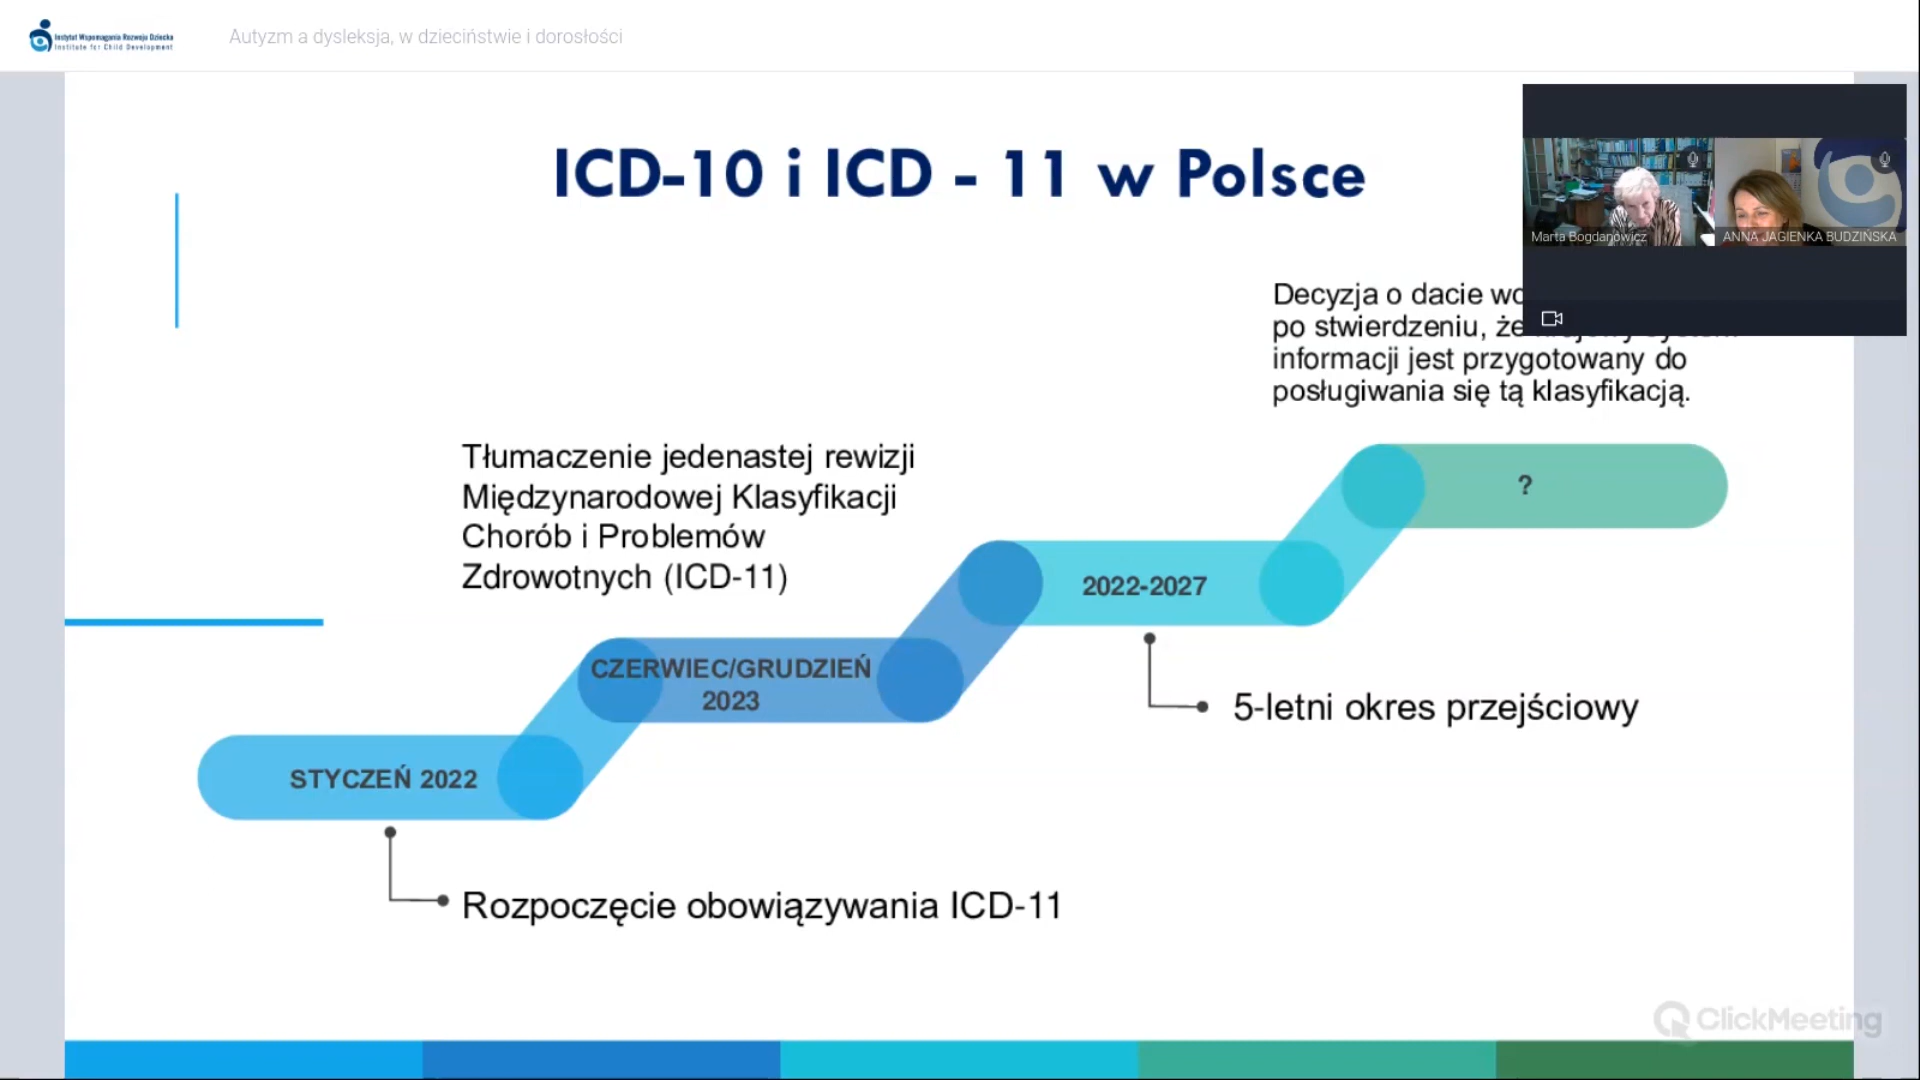 Instytut Wspomagania Rozwoju Dziecka
Institute for Child Development
Autyzm a dysleksja, w dzieciństwie i dorosłości
ICD-10 i ICD - 11 w Polsce
Marta Bogdanowicz
ANNA JAGIENKA BUDZIŃSKA
Decyzja o dacie
po stwierdzeniu, że
informacji jest przygotowany do
posługiwania się tą klasyfikacją.
Tłumaczenie jedenastej rewizji
Międzynarodowej Klasyfikacji
Chorób i Problemów
Zdrowotnych (ICD-11)
?
2022-2027
CZERWIEC/GRUDZIEŃ
2023
5-letni okres przejściowy
STYCZEŃ 2022
Rozpoczęcie obowiązywania ICD-11
ClickMeeting